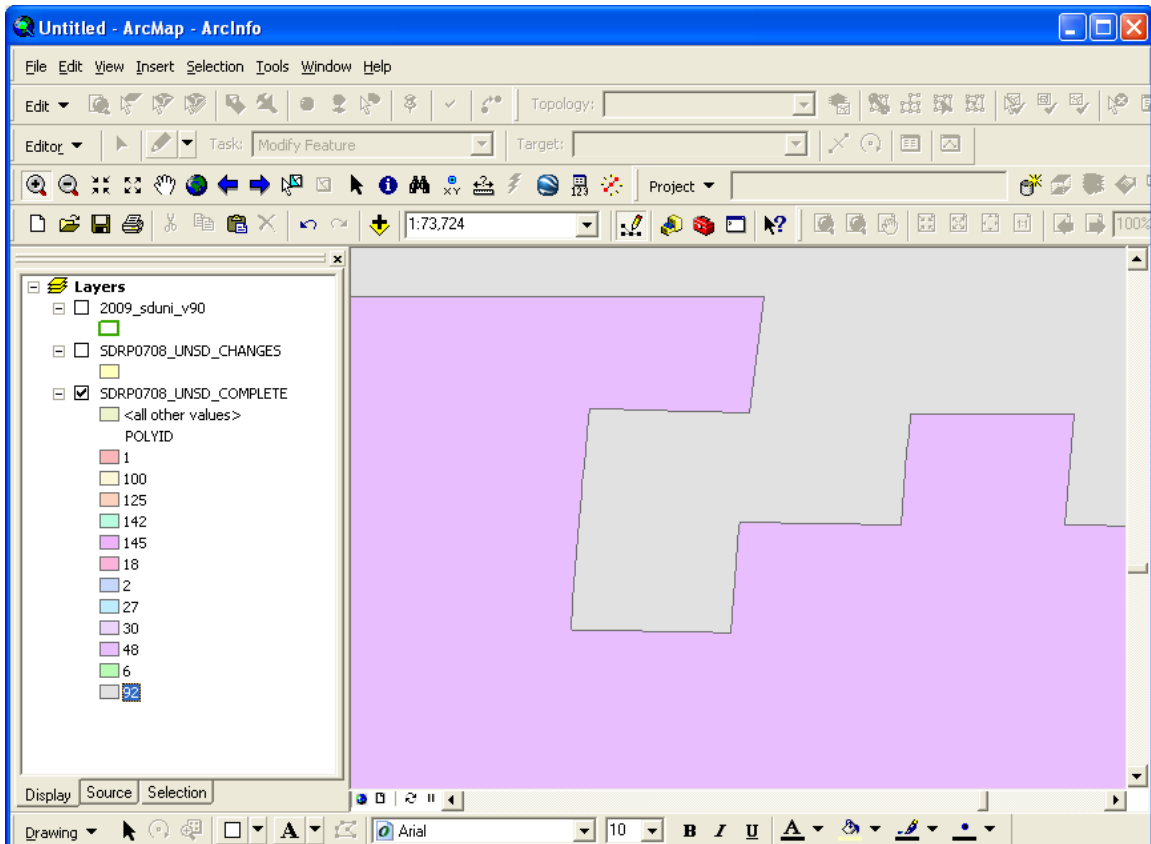 Untitled - ArcMap - ArcInfo
File Edit View Insert Selection Tools Window Help
Edit Topology:
Editor Task: Modify Feature Target:
Project
1:73,724 100%
Layers
2009_sduni_v90
SDRP0708_UNSD_CHANGES
SDRP0708_UNSD_COMPLETE
<all other values>
POLYID
1
100
125
142
145
18
2
27
30
48
6
92
Display Source Selection
Drawing A Arial 10 B I U A